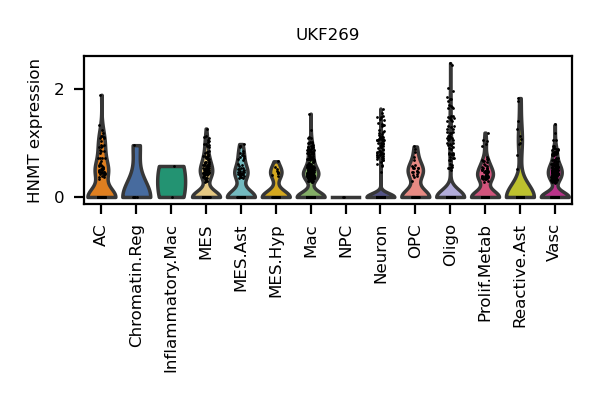 UKF269
HNMT expression
2
0
AC
Chromatin.Reg
Inflammatory.Mac
MES
MES.Ast
MES.Hyp
Mac
NPC
Neuron
OPC
Oligo
Prolif.Metab
Reactive.Ast
Vasc